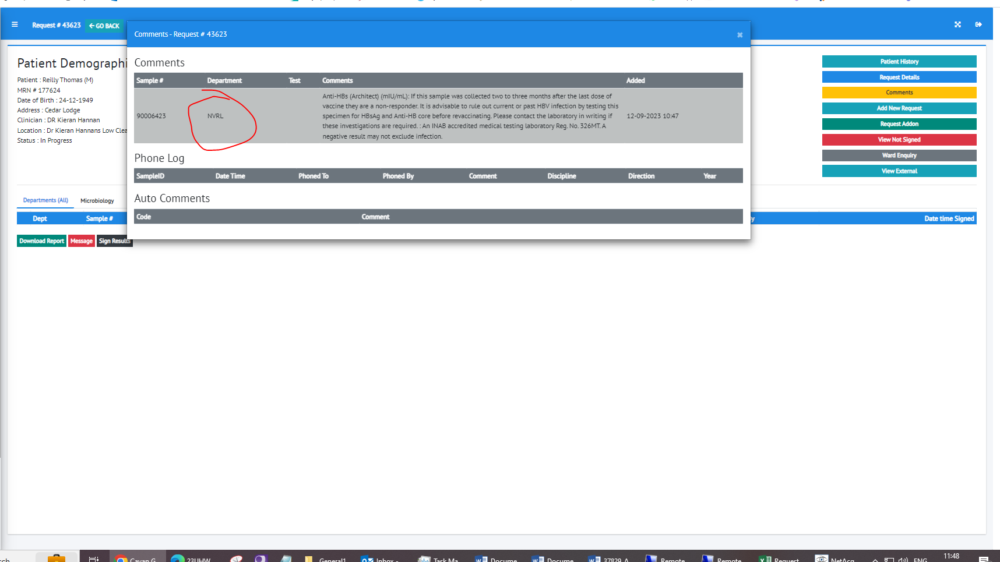 Request # 43623
GO BACK
Comments - Request # 43623
Patient Demographi
Patient : Reilly Thomas (M)
MRN # 177624
Date of Birth : 24-12-1949
Address : Cedar Lodge
Clinician : DR Kieran Hannan
Location : Dr Kieran Hannans Low Clea
Status : In Progress
Comments
Sample # Department Test Comments Added
90006423 NVRL
Anti-HBs (Architect) (mIU/mL): If this sample was collected two to three months after the last dose of
vaccine they are a non-responder. It is advisable to rule out current or past HBV infection by testing this
specimen for HBsAg and Anti-HB core before revaccinating. Please contact the laboratory in writing if
these investigations are required. : An INAB accredited medical testing laboratory Reg. No. 326MT. A
negative result may not exclude infection.
12-09-2023 10:47
Phone Log
SampleID Date Time Phoned To Phoned By Comment Discipline Direction Year
Auto Comments
Code Comment
Patient History
Request Details
Comments
Add New Request
Request Addon
View Not Signed
Ward Enquiry
View External
Departments (All) Microbiology
Dept Sample # y Date time Signed
Download Report Message Sign Results
Cavan G
23UHW
General1
Inbox -
Task Ma
Docume
Docume
37829_A
Remote
Remote
Request
NetAcq
ENG
11:48